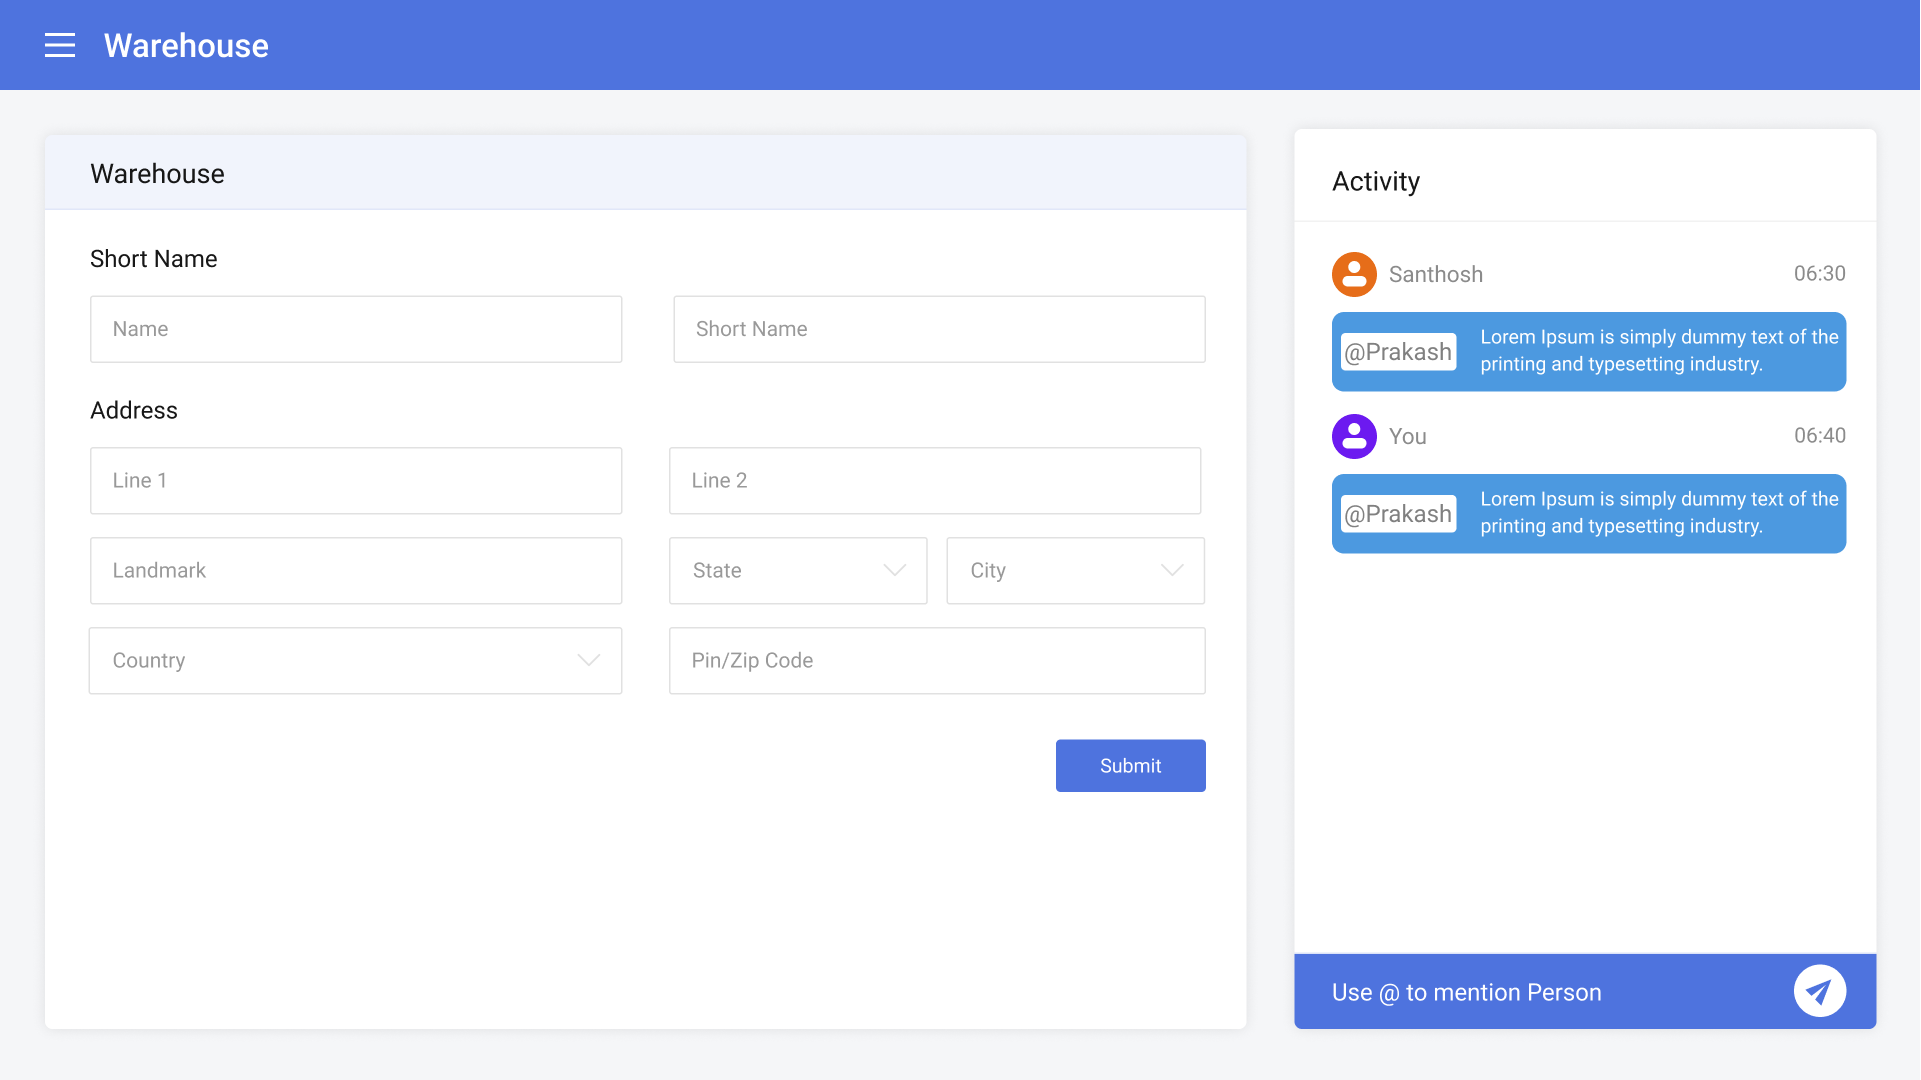 Warehouse
Warehouse
Short Name
Name
Short Name
Address
Line 1
Line 2
Landmark
State
City
Country
Pin/Zip Code
Submit
Activity
Santhosh
06:30
@Prakash
Lorem Ipsum is simply dummy text of the
printing and typesetting industry.
You
06:40
@Prakash
Lorem Ipsum is simply dummy text of the
printing and typesetting industry.
Use @ to mention Person